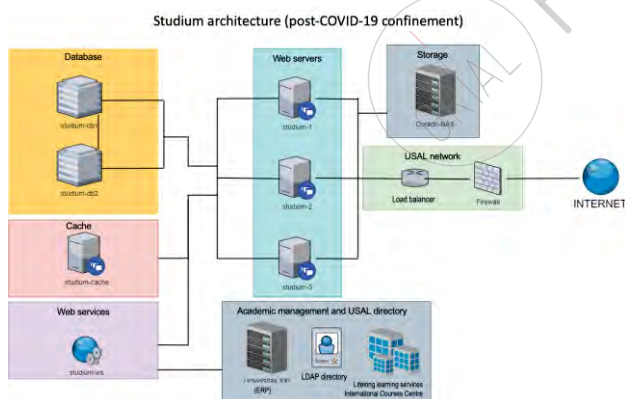 Studium architecture (post-COVID-19 confinement)
Database
studium-db1
studium-db2
Cache
studium-cache
Web services
studium-ws
Web servers
studium-1
studium-2
studium-3
Storage
Dorado-NAS
USAL network
Load balancer
Firewall
INTERNET
Academic management and USAL directory
Universitas XXI
(ERP)
LDAP directory
Lifelong learning services
International Courses Centre